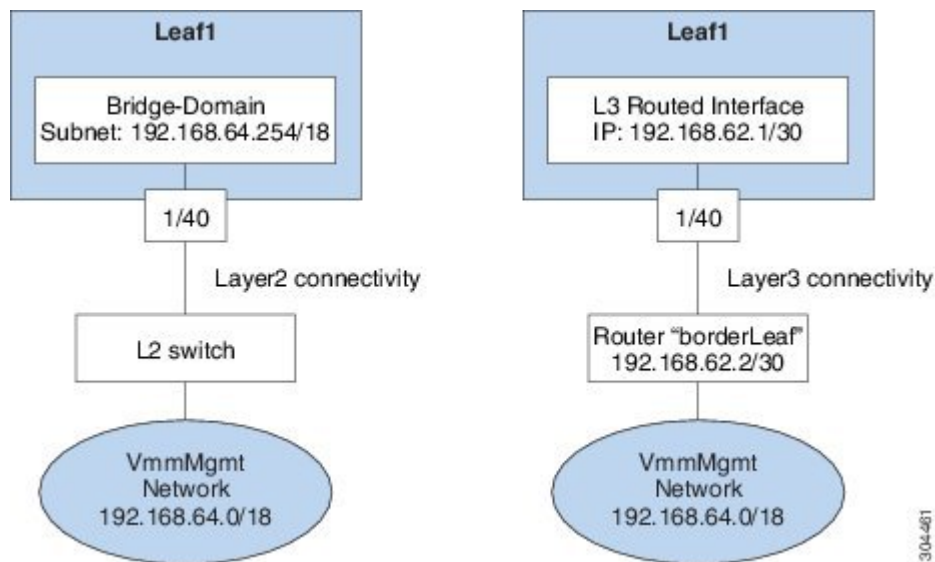 Leaf1
Bridge-Domain
Subnet: 192.168.64.254/18
1/40
Layer2 connectivity
L2 switch
VmmMgmt
Network
192.168.64.0/18
Leaf1
L3 Routed Interface
IP: 192.168.62.1/30
1/40
Layer3 connectivity
Router “borderLeaf”
192.168.62.2/30
VmmMgmt
Network
192.168.64.0/18
304461